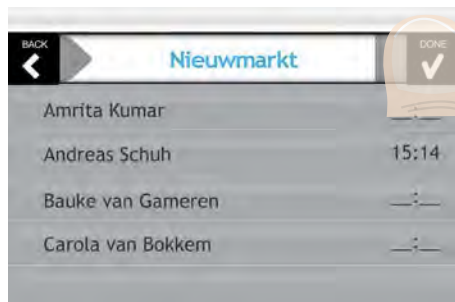 BACK Nieuwmarkt DONE
Amrita Kumar __:__
Andreas Schuh 15:14
Bauke van Gameren __:__
Carola van Bokkem __:__